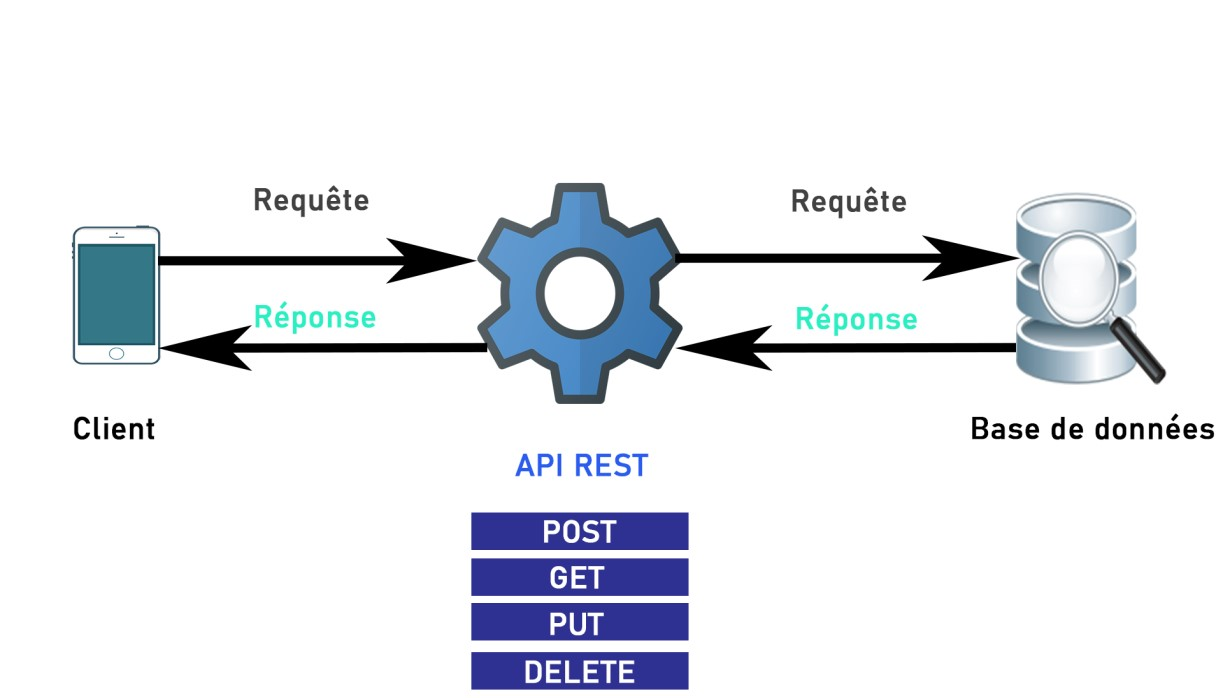 Requête
Requête
Réponse
Réponse
Client
Base de données
API REST
POST
GET
PUT
DELETE